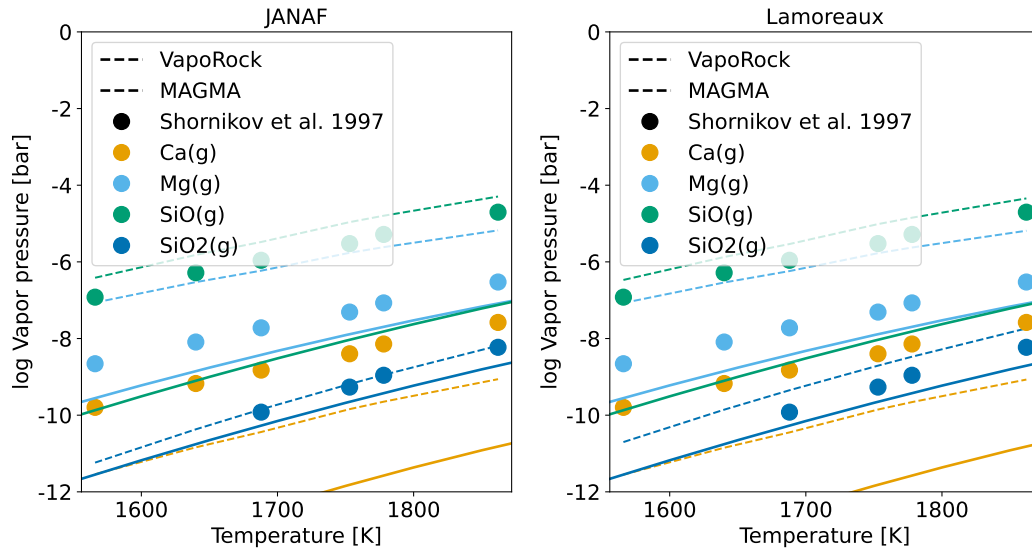 JANAF
log Vapor pressure [bar]
0
-2
-4
-6
-8
-10
-12
VapoRock
MAGMA
Shornikov et al. 1997
Ca(g)
Mg(g)
SiO(g)
SiO2(g)
1600
1700
1800
Temperature [K]
Lamoreaux
log Vapor pressure [bar]
0
-2
-4
-6
-8
-10
-12
VapoRock
MAGMA
Shornikov et al. 1997
Ca(g)
Mg(g)
SiO(g)
SiO2(g)
1600
1700
1800
Temperature [K]